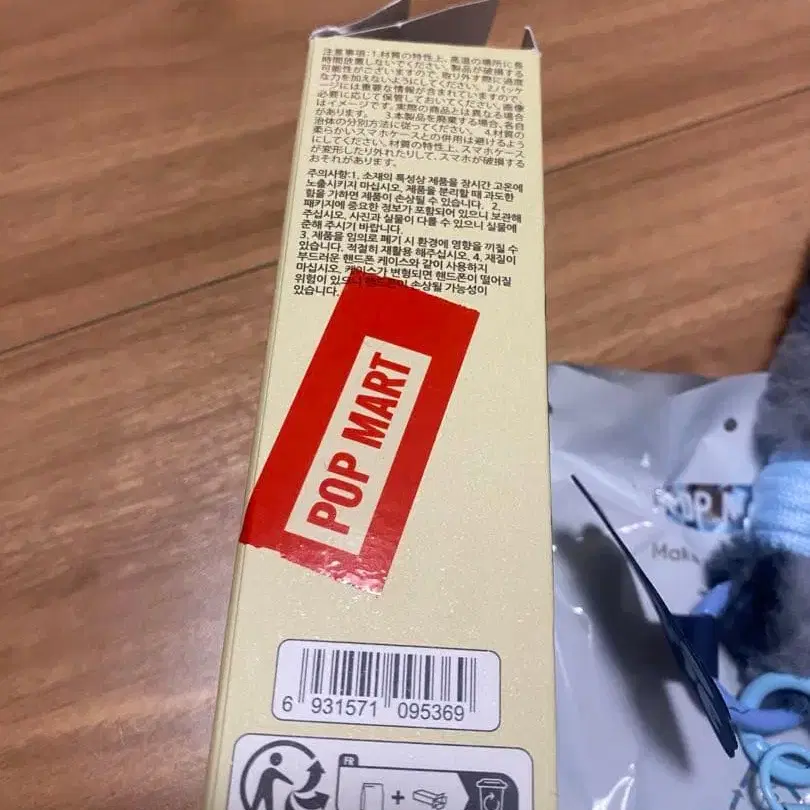 注意事項:1.材質の特性上、高温の場所に長
時間放置しないでください。製品が破損する
可能性がございますので、取り外す際に過度
な力を加えないようにしてください。 2.パッケ
ージには重要な情報が含まれていますので、
必要に応じて保管しておいてください。画像
はイメージです。実際の商品とは異なる場合
があります。 3.本製品を廃棄する場合、各自
治体の分別方法に従ってください。 4.材質の
柔らかいスマホケースとの併用は避けるよう
にしてください。材質の特性上、スマホケース
が変形したり外れたりして、スマホが破損する
おそれがあります。
주의사항:1. 소재의 특성상 제품을 장시간 고온에
노출시키지 마십시오, 제품을 분리할 때 과도한
힘을 가하면 제품이 손상될 수 있습니다. 2.
패키지에 중요한 정보가 포함되어 있으니 보관해
주십시오, 사진과 실물이 다를 수 있으니 실물에
준해 주시기 바랍니다.
3. 제품을 임의로 폐기 시 환경에 영향을 끼칠 수
있습니다. 적절히 재활용 해주십시오. 4. 재질이
부드러운 핸드폰 케이스와 같이 사용하지
마십시오, 케이스가 변형되면 핸드폰이 떨어질
위험이 있으니 핸드폰이 손상될 가능성이
있습니다.
POP MART
6 931571 095369
FR
+